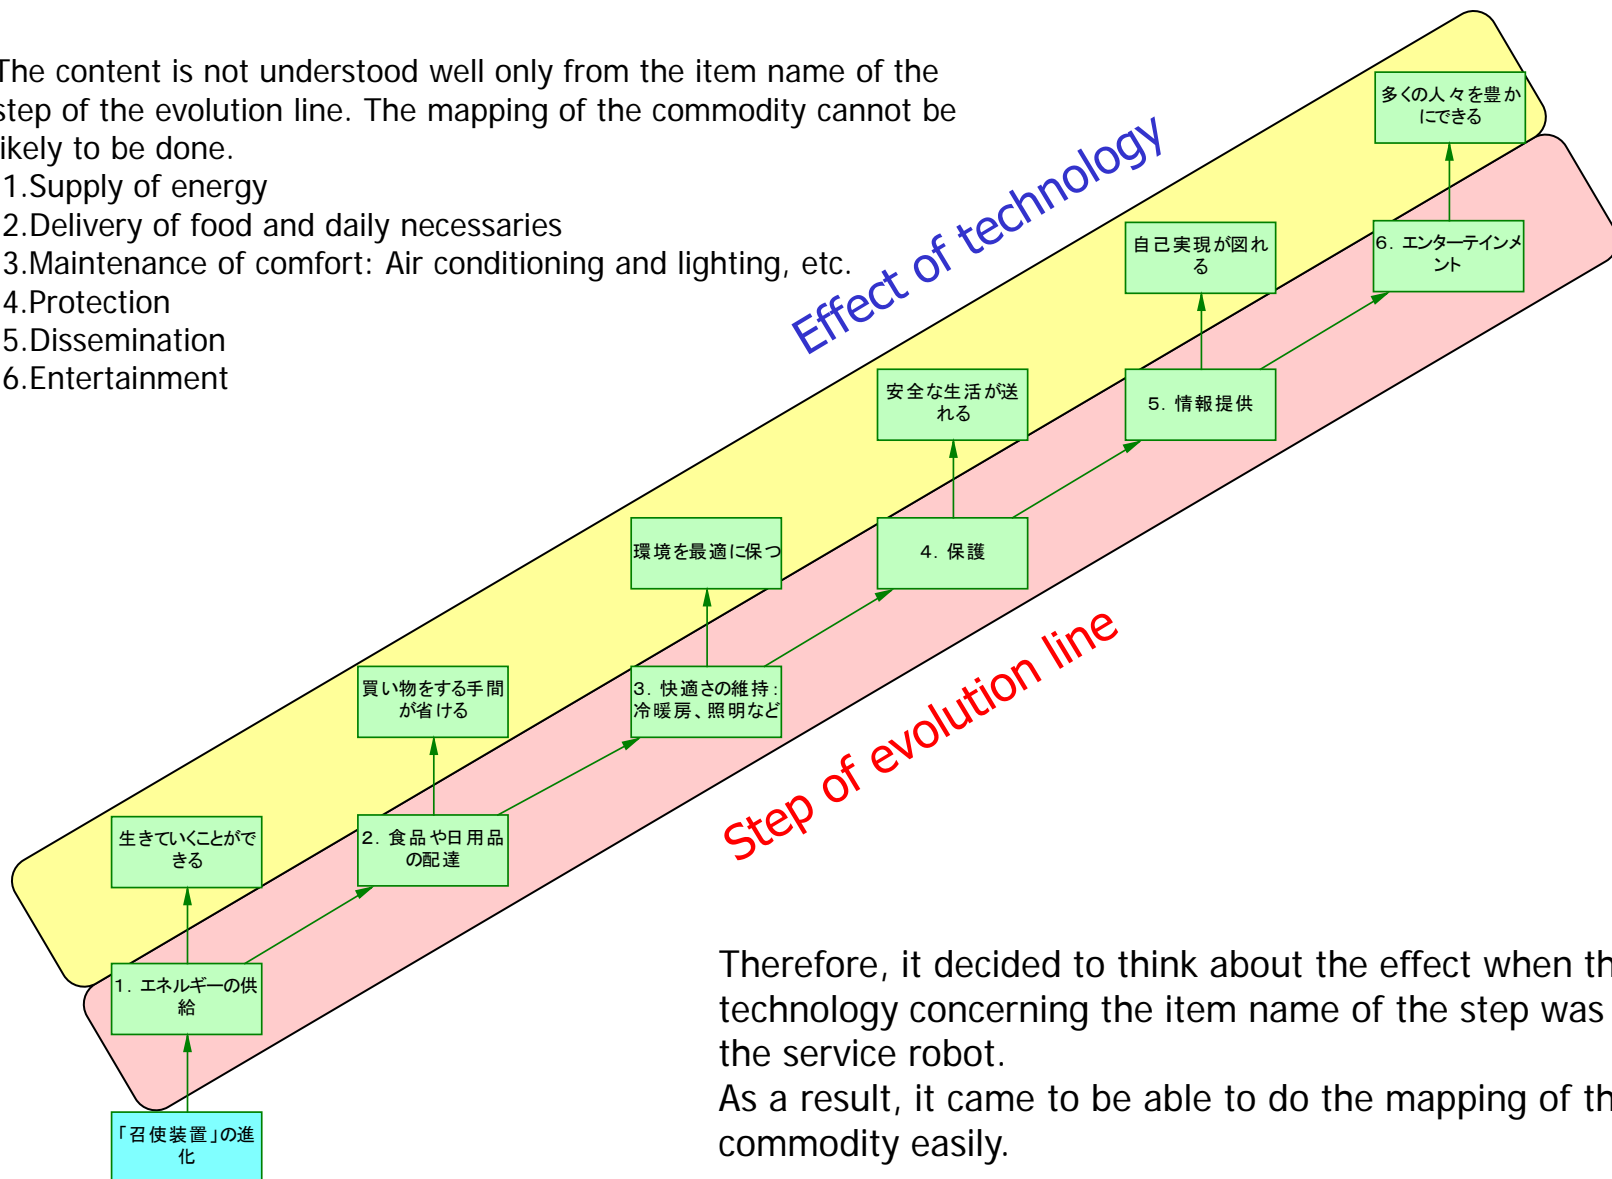 The content is not understood well only from the item name of the
step of the evolution line. The mapping of the commodity cannot be
likely to be done.
1.Supply of energy
2.Delivery of food and daily necessaries
3.Maintenance of comfort: Air conditioning and lighting, etc.
4.Protection
5.Dissemination
6.Entertainment
Effect of technology
多くの人々を豊か
にできる
自己実現が図れ
る
6. エンターテインメ
ント
安全な生活が送
れる
5. 情報提供
環境を最適に保つ
4. 保護
買い物をする手間
が省ける
3. 快適さの維持:
冷暖房、照明など
Step of evolution line
生きていくことがで
きる
2. 食品や日用品
の配達
1. エネルギーの供
給
「召使装置」の進
化
Therefore, it decided to think about the effect when th
technology concerning the item name of the step was
the service robot.
As a result, it came to be able to do the mapping of th
commodity easily.